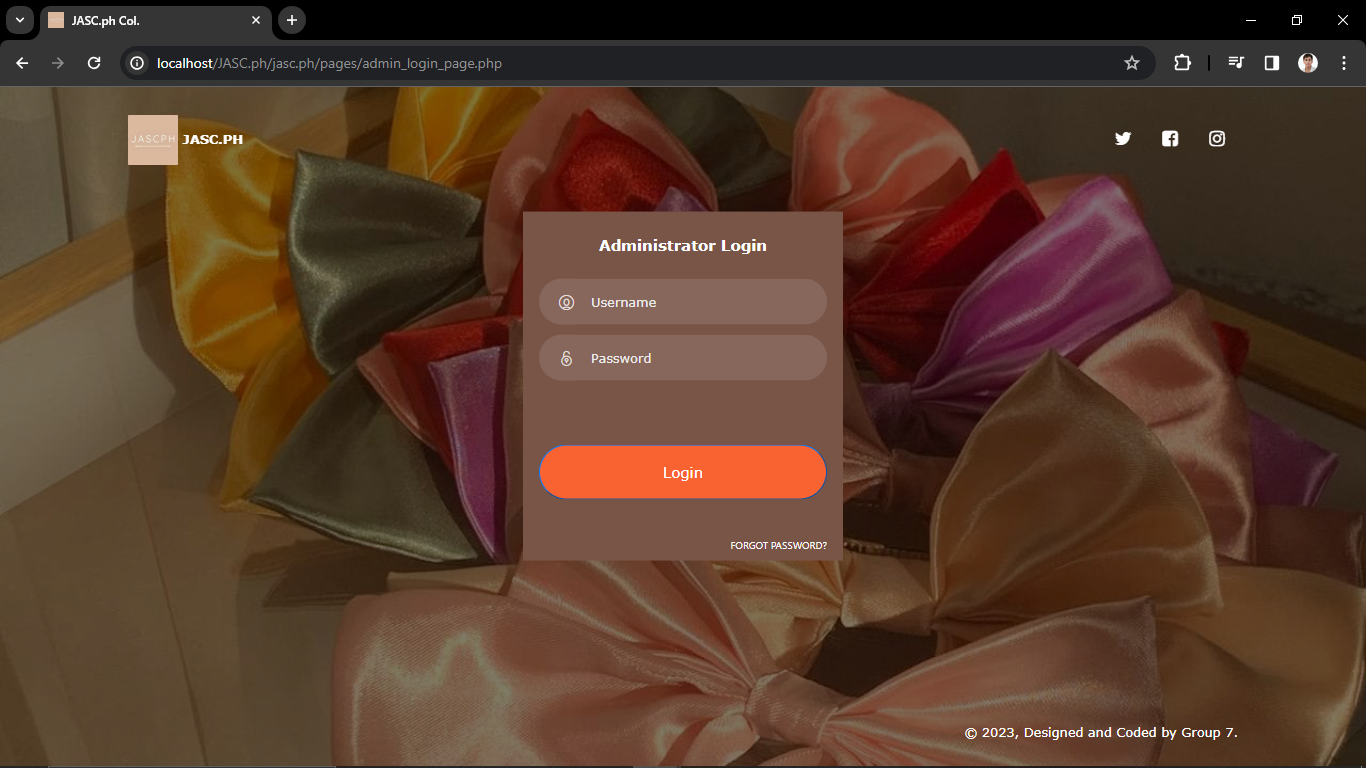 JASC.ph Col.
localhost/JASC.ph/jasc.ph/pages/admin_login_page.php
JASCPH
JASC.PH
Administrator Login
Username
Password
Login
FORGOT PASSWORD?
© 2023, Designed and Coded by Group 7.